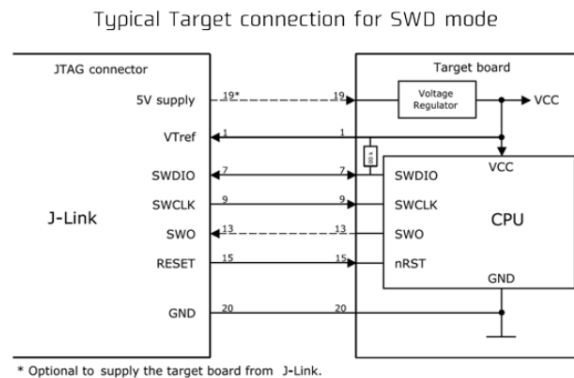 Typical Target connection for SWD mode
JTAG connector
Target board
5V supply
19*
19
Voltage
Regulator
VCC
VTref
1
1
VCC
SWDIO
7
7
SWDIO
SWCLK
9
9
SWCLK
J-Link
CPU
SWO
13
13
SWO
RESET
15
15
nRST
GND
GND
20
20
* Optional to supply the target board from J-Link.